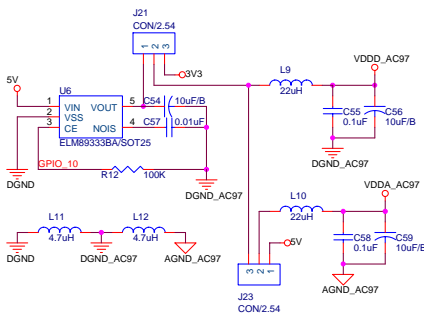 J21
CON/2.54
1 2 3
3V3
5V
U6
1 VIN VOUT 5
2 VSS
3 CE NOIS 4
ELM89333BA/SOT25
C54 10uF/B
C57 0.01uF
GPIO_10
R12 100K
DGND
DGND_AC97
L9
22uH
VDDD_AC97
C55
0.1uF
C56
10uF/B
DGND_AC97
L10
22uH
VDDA_AC97
C58
0.1uF
C59
10uF/B
AGND_AC97
5V
3 2 1
J23
CON/2.54
L11
4.7uH
L12
4.7uH
DGND
DGND_AC97
AGND_AC97